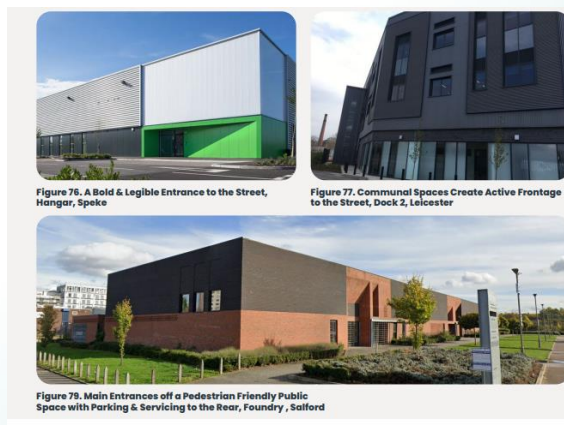 Figure 76. A Bold & Legible Entrance to the Street,
Hangar, Speke
Figure 77. Communal Spaces Create Active Frontage
to the Street, Dock 2, Leicester
Figure 79. Main Entrances off a Pedestrian Friendly Public
Space with Parking & Servicing to the Rear, Foundry , Salford